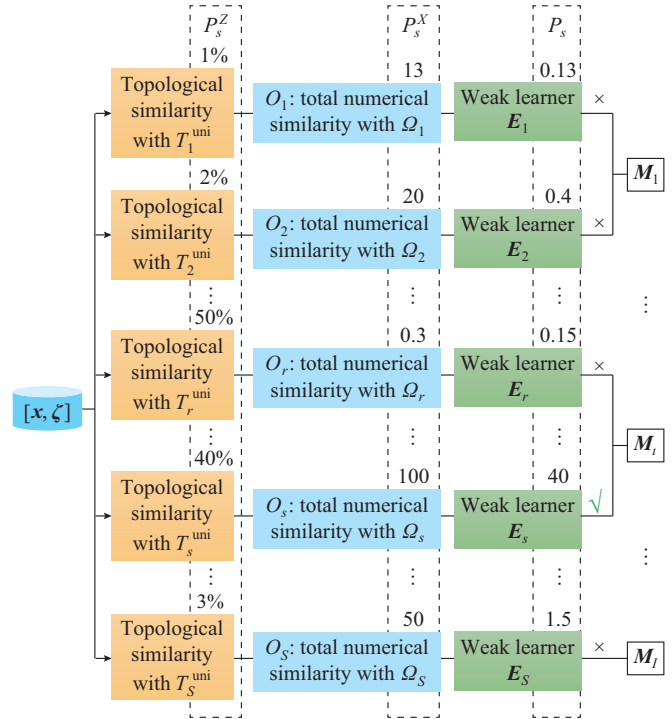 P_s^Z P_s^X P_s
1% 13 0.13
Topological
similarity
with T_1^uni
O_1: total numerical
similarity with Ω_1
Weak learner
E_1
×
M_1
2% 20 0.4
Topological
similarity
with T_2^uni
O_2: total numerical
similarity with Ω_2
Weak learner
E_2
×
⋮ ⋮ ⋮ ⋮
50% 0.3 0.15
Topological
similarity
with T_r^uni
O_r: total numerical
similarity with Ω_r
Weak learner
E_r
×
[x, ζ]
M_ι
⋮ ⋮ ⋮
40% 100 40
Topological
similarity
with T_s^uni
O_s: total numerical
similarity with Ω_s
Weak learner
E_s
√
⋮ ⋮ ⋮ ⋮
3% 50 1.5
Topological
similarity
with T_S^uni
O_S: total numerical
similarity with Ω_S
Weak learner
E_S
×
M_I